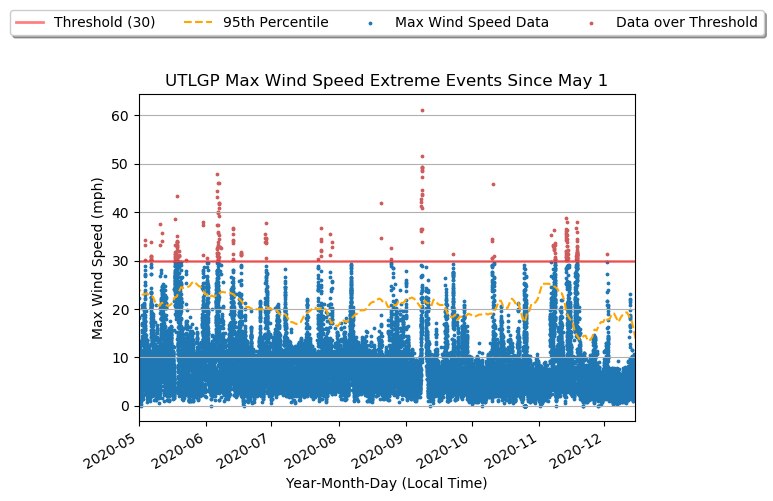 Threshold (30) 95th Percentile Max Wind Speed Data Data over Threshold
UTLGP Max Wind Speed Extreme Events Since May 1
60
50
40
30
20
10
0
Max Wind Speed (mph)
2020-05 2020-06 2020-07 2020-08 2020-09 2020-10 2020-11 2020-12
Year-Month-Day (Local Time)